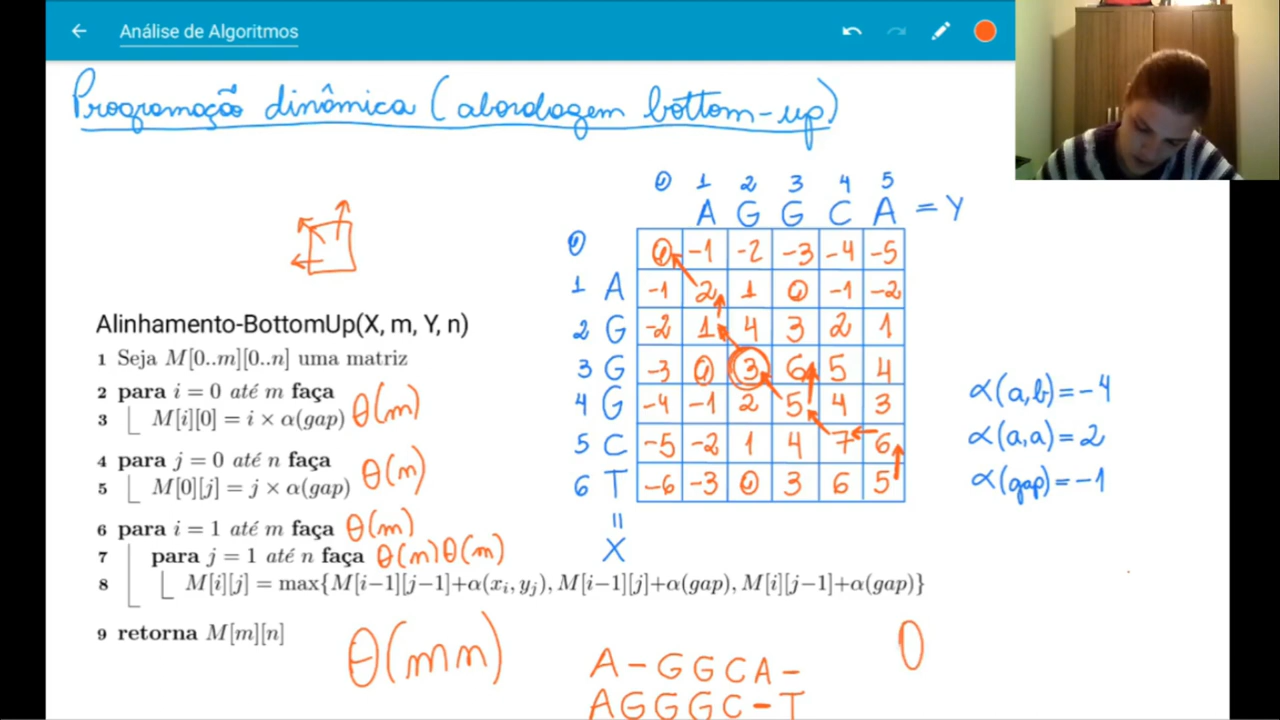 Análise de Algoritmos
Programação dinâmica (abordagem bottom-up)
0 1 2 3 4 5
A G G C A = Y
0 0 -1 -2 -3 -4 -5
1 A -1 2 1 0 -1 -2
2 G -2 1 4 3 2 1
3 G -3 0 3 6 5 4
4 G -4 -1 2 5 4 3
5 C -5 -2 1 4 7 6
6 T -6 -3 0 3 6 5
=
X
α(a,b)=-4
α(a,a)=2
α(gap)=-1
Alinhamento-BottomUp(X, m, Y, n)
1 Seja M[0..m][0..n] uma matriz
2 para i = 0 até m faça
3 M[i][0] = i × α(gap) Θ(m)
4 para j = 0 até n faça
5 M[0][j] = j × α(gap) Θ(n)
6 para i = 1 até m faça Θ(m)
7 para j = 1 até n faça Θ(m)Θ(n)
8 M[i][j] = max{M[i−1][j−1]+α(xᵢ, yⱼ), M[i−1][j]+α(gap), M[i][j−1]+α(gap)}
9 retorna M[m][n]
Θ(mn)
A - G G C A -
A G G G C - T
0